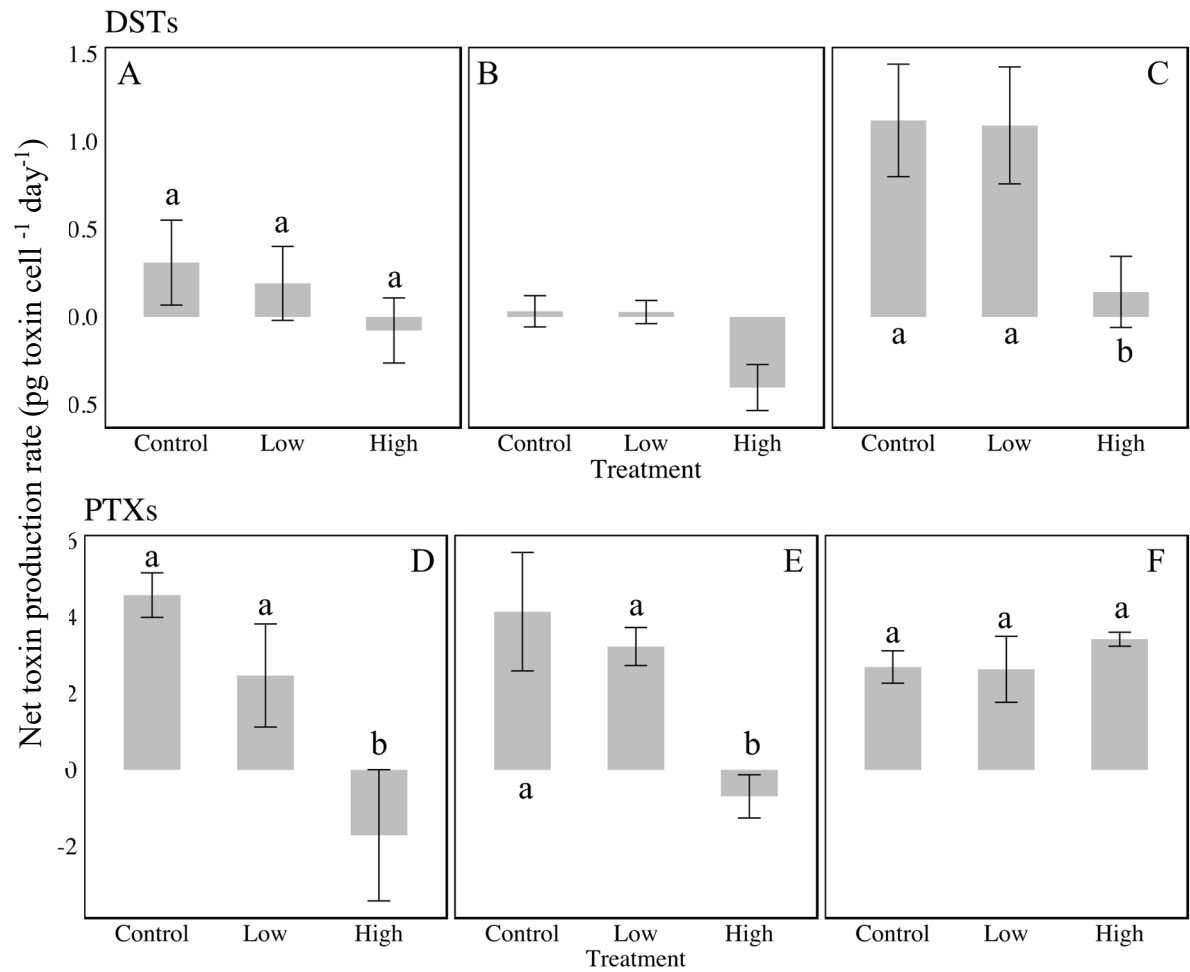 DSTs
Net toxin production rate (pg toxin cell -1 day-1)
1.5
1.0
0.5
0.0
0.5
A
a
a
a
B
C
a
a
b
Control Low High
Control Low High
Control Low High
Treatment
PTXs
4
2
0
-2
D
a
a
b
E
a
a
b
F
a
a
a
Control Low High
Control Low High
Control Low High
Treatment